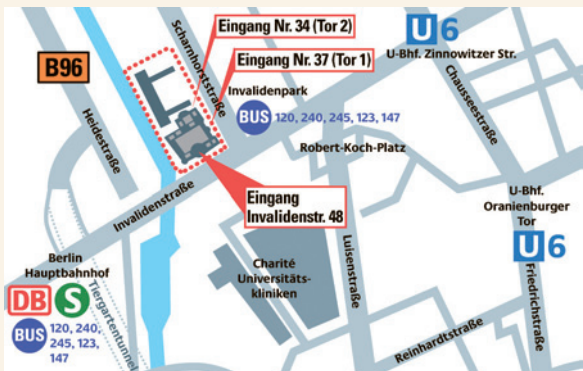 Eingang Nr. 34 (Tor 2)
Eingang Nr. 37 (Tor 1)
Scharnhorststraße
U6
U-Bhf. Zinnowitzer Str.
B96
Heidestraße
Invalidenpark
BUS 120, 240, 245, 123, 147
Chausseestraße
Robert-Koch-Platz
Invalidenstraße
Eingang
Invalidenstr. 48
U-Bhf.
Oranienburger
Tor
U6
Berlin
Hauptbahnhof
DB S
BUS 120, 240,
245, 123,
147
Tiergartentunnel
Charité
Universitäts-
kliniken
Luisenstraße
Friedrichstraße
Reinhardtstraße